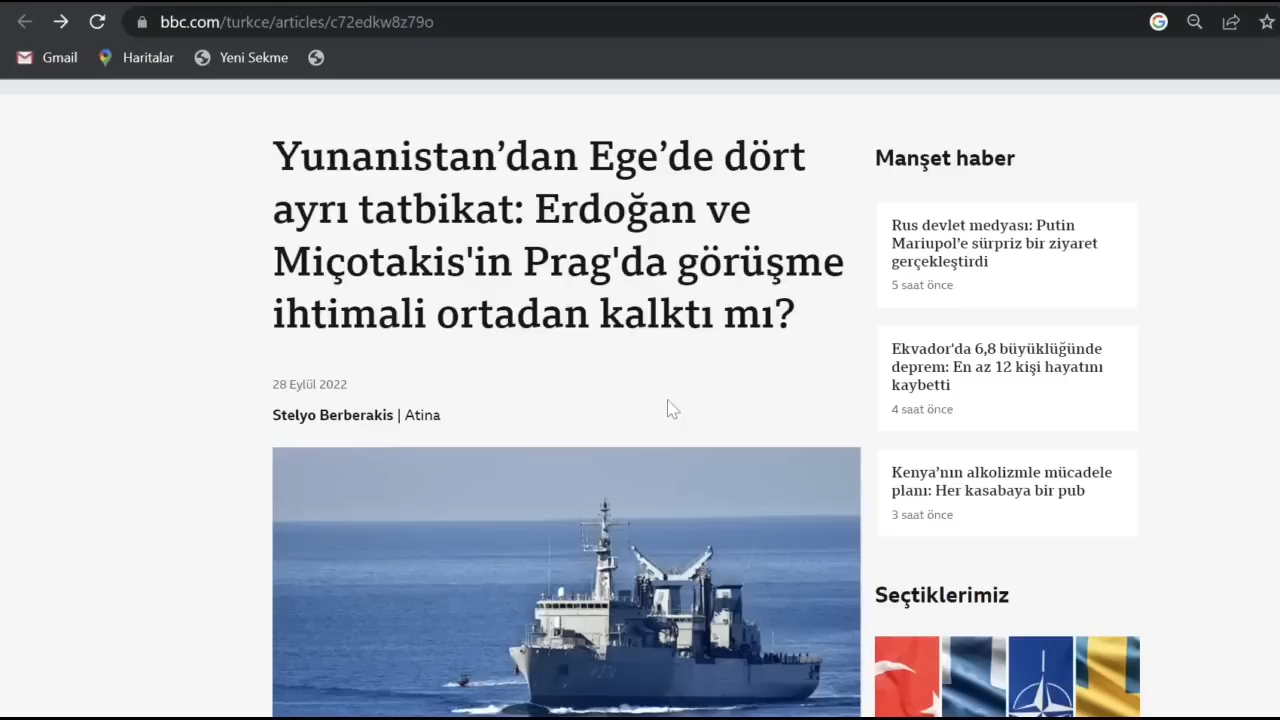 bbc.com/turkce/articles/c72edkw8z79o
Gmail
Haritalar
Yeni Sekme
Yunanistan’dan Ege’de dört
ayrı tatbikat: Erdoğan ve
Miçotakis'in Prag'da görüşme
ihtimali ortadan kalktı mı?
28 Eylül 2022
Stelyo Berberakis | Atina
Manşet haber
Rus devlet medyası: Putin
Mariupol’e sürpriz bir ziyaret
gerçekleştirdi
5 saat önce
Ekvador'da 6,8 büyüklüğünde
deprem: En az 12 kişi hayatını
kaybetti
4 saat önce
Kenya’nın alkolizmle mücadele
planı: Her kasabaya bir pub
3 saat önce
Seçtiklerimiz